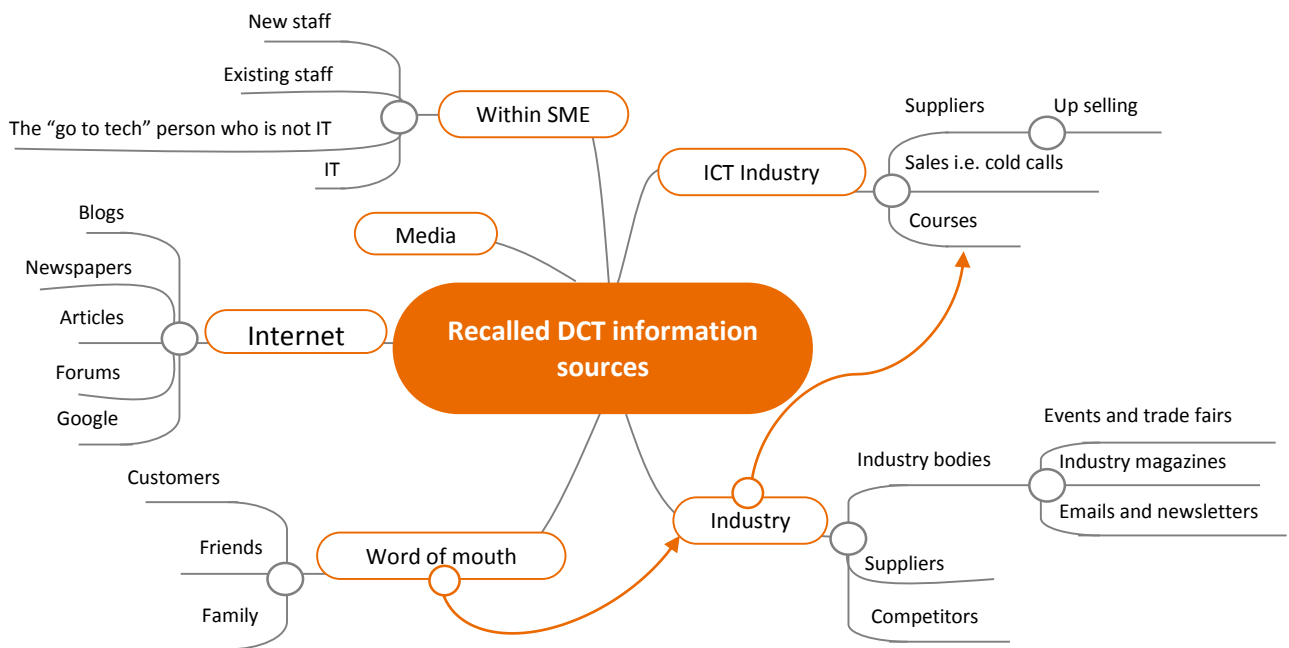 New staff
Existing staff
The “go to tech” person who is not IT
IT
Within SME
Suppliers
Up selling
Sales i.e. cold calls
Courses
ICT Industry
Media
Blogs
Newspapers
Articles
Forums
Google
Internet
Recalled DCT information
sources
Customers
Friends
Family
Word of mouth
Industry
Industry bodies
Events and trade fairs
Industry magazines
Emails and newsletters
Suppliers
Competitors